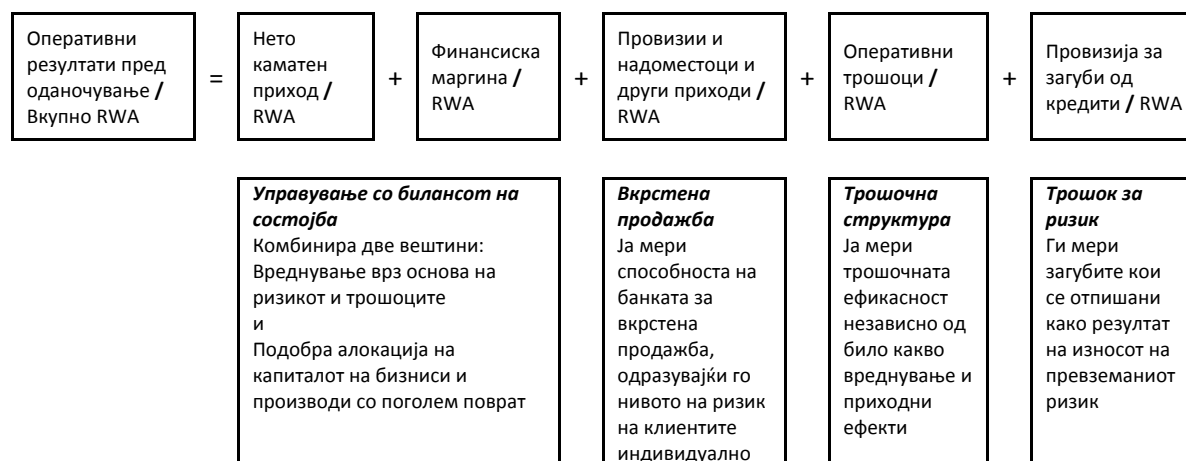 Оперативни
резултати пред
оданочување /
Вкупно RWA
=
Нето
каматен
приход /
RWA
+
Финансиска
маргина /
RWA
+
Провизии и
надоместоци и
други приходи /
RWA
+
Оперативни
трошоци /
RWA
+
Провизија за
загуби од
кредити / RWA
Управување со билансот на
состојба
Комбинира две вештини:
Вреднување врз основа на
ризикот и трошоците
и
Подобра алокација на
капиталот на бизниси и
производи со поголем поврат
Вкрстена
продажба
Ја мери
способноста на
банката за
вкрстена
продажба,
одразувајќи го
нивото на ризик
на клиентите
индивидуално
Трошочна
структура
Ја мери
трошочната
ефикасност
независно од
било какво
вреднување и
приходни
ефекти
Трошок за
ризик
Ги мери
загубите кои
се отпишани
како резултат
на износот на
превземаниот
ризик